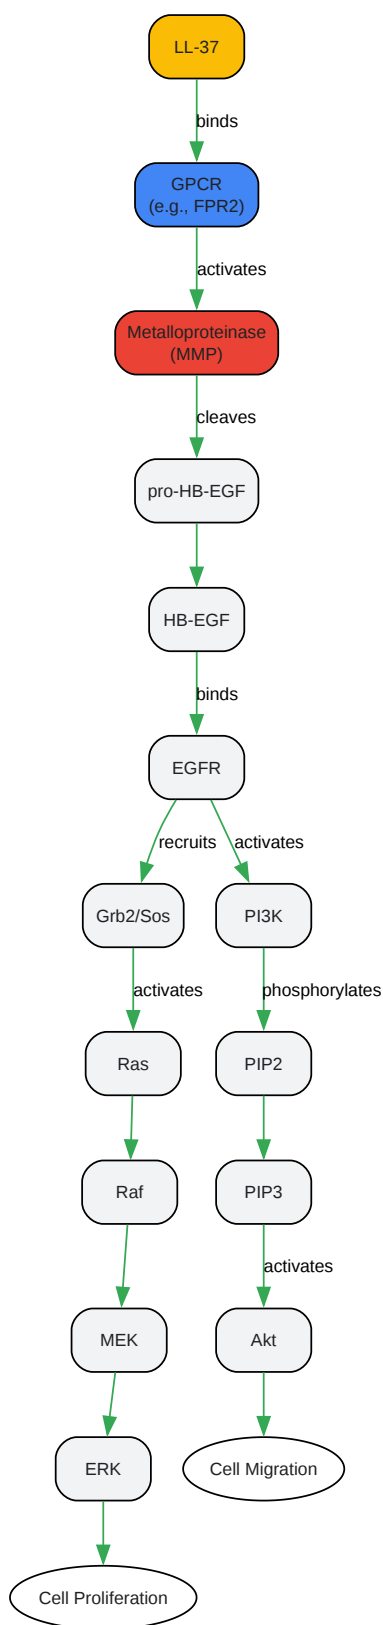 LL-37
binds
GPCR
(e.g., FPR2)
activates
Metalloproteinase
(MMP)
cleaves
pro-HB-EGF
HB-EGF
binds
EGFR
recruits
activates
Grb2/Sos
PI3K
activates
phosphorylates
Ras
PIP2
Raf
PIP3
activates
MEK
Akt
ERK
Cell Migration
Cell Proliferation